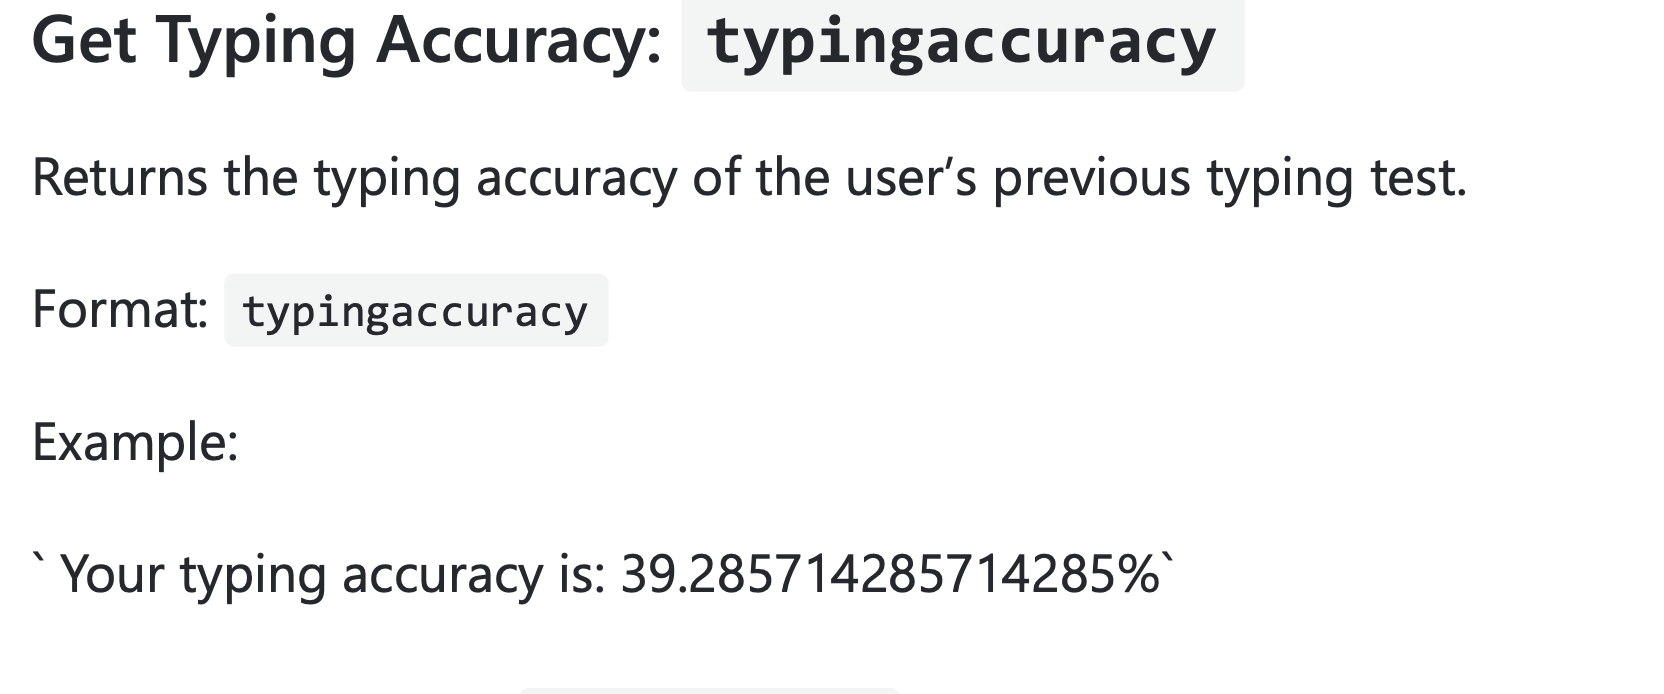 Get Typing Accuracy: typingaccuracy
Returns the typing accuracy of the user’s previous typing test.
Format: typingaccuracy
Example:
` Your typing accuracy is: 39.285714285714285%`